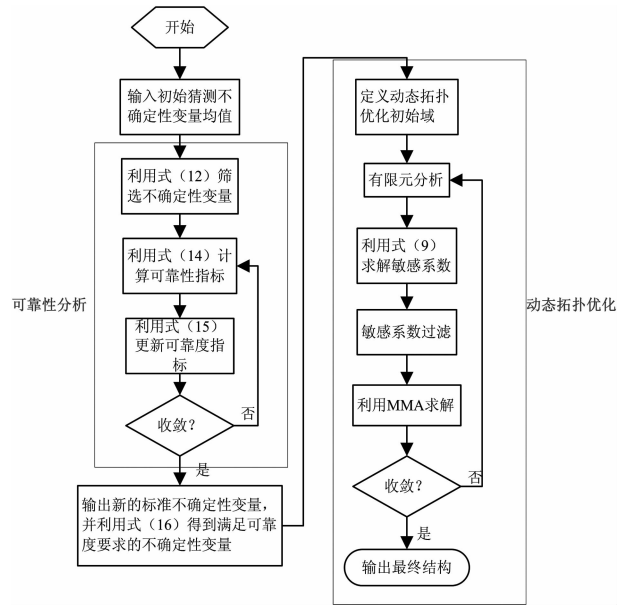 开始
输入初始猜测不
确定性变量均值
利用式（12）筛
选不确定性变量
利用式（14）计
算可靠性指标
可靠性分析
利用式（15）
更新可靠度指
标
收敛？
否
是
输出新的标准不确定性变量，
并利用式（16）得到满足可靠
度要求的不确定性变量
定义动态拓扑
优化初始域
有限元分析
利用式（9）
求解敏感系数
动态拓扑优化
敏感系数过滤
利用MMA求解
收敛？
否
是
输出最终结构